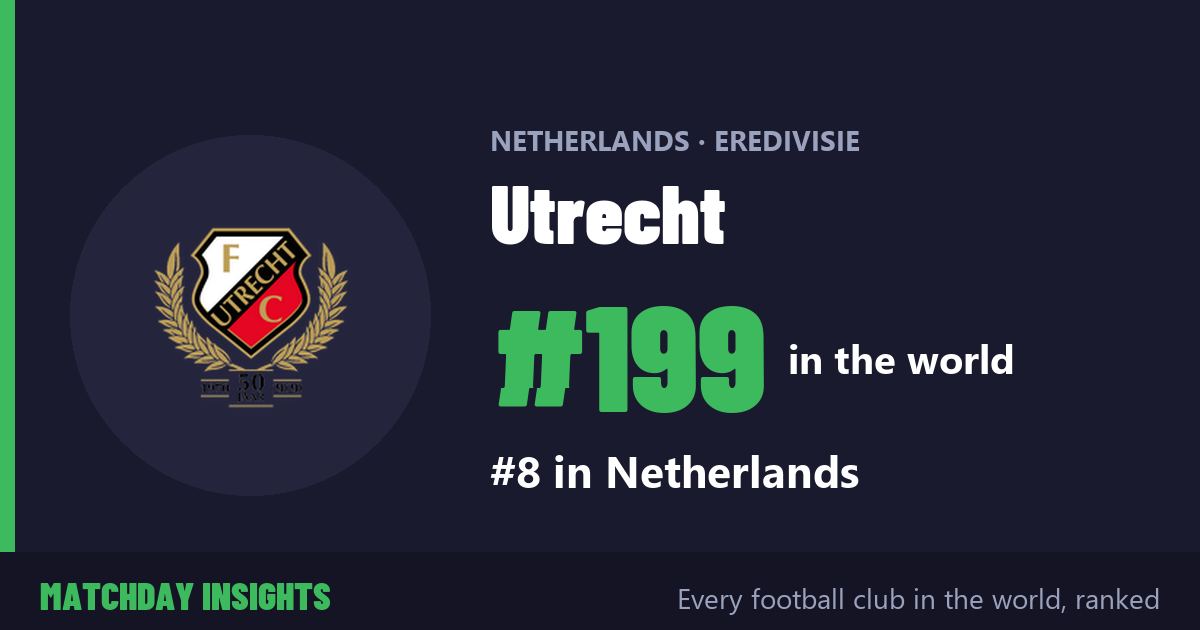 NETHERLANDS · EREDIVISIE
Utrecht
F
UTRECHT
C
50
#199 in the world
#8 in Netherlands
MATCHDAY INSIGHTS
Every football club in the world, ranked